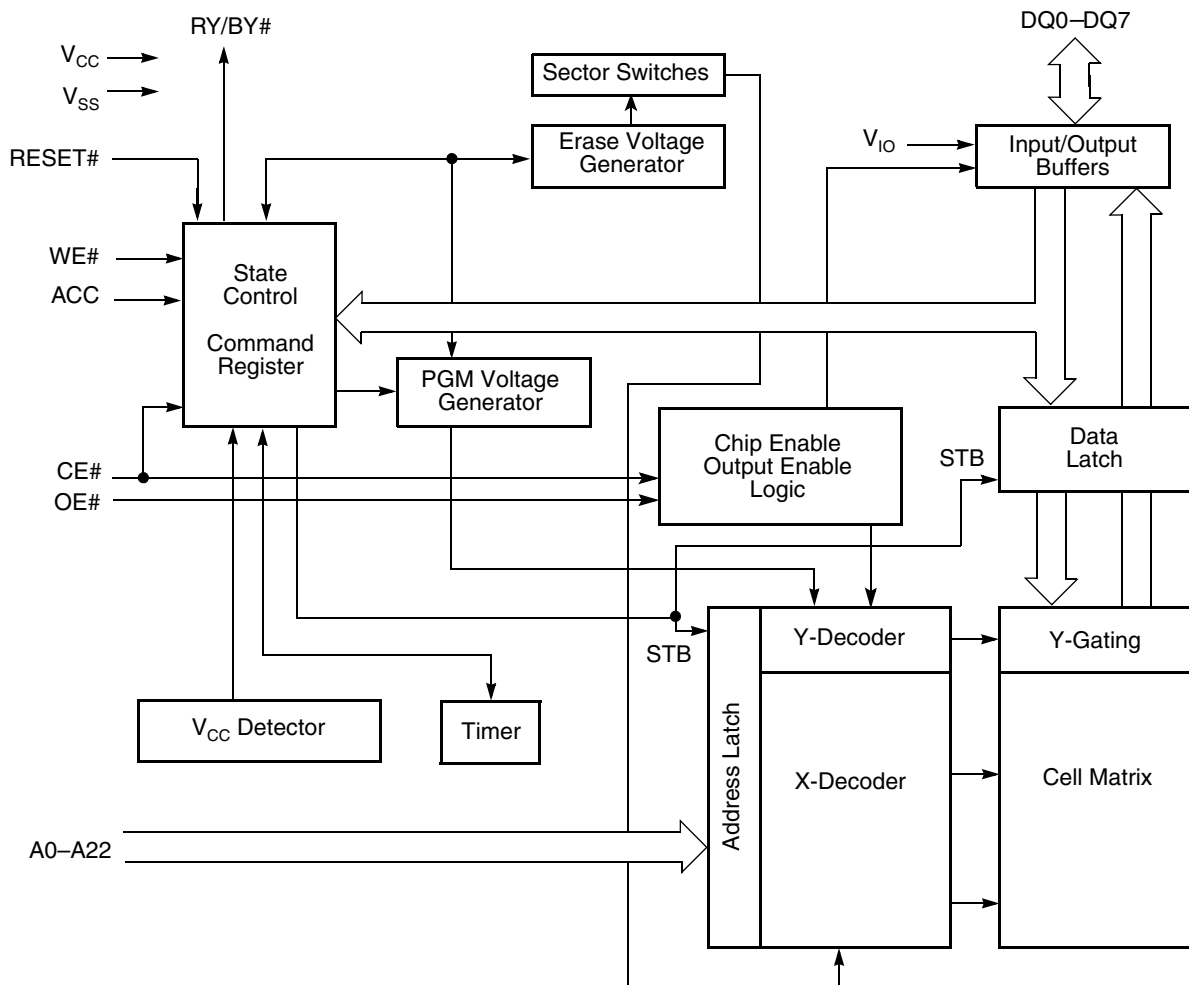 RY/BY#
DQ0–DQ7
VCC
VSS
Sector Switches
Erase Voltage
Generator
VIO
Input/Output
Buffers
RESET#
WE#
ACC
State
Control
Command
Register
PGM Voltage
Generator
Chip Enable
Output Enable
Logic
STB
Data
Latch
CE#
OE#
STB
Address Latch
Y-Decoder
Y-Gating
VCC Detector
Timer
X-Decoder
Cell Matrix
A0–A22